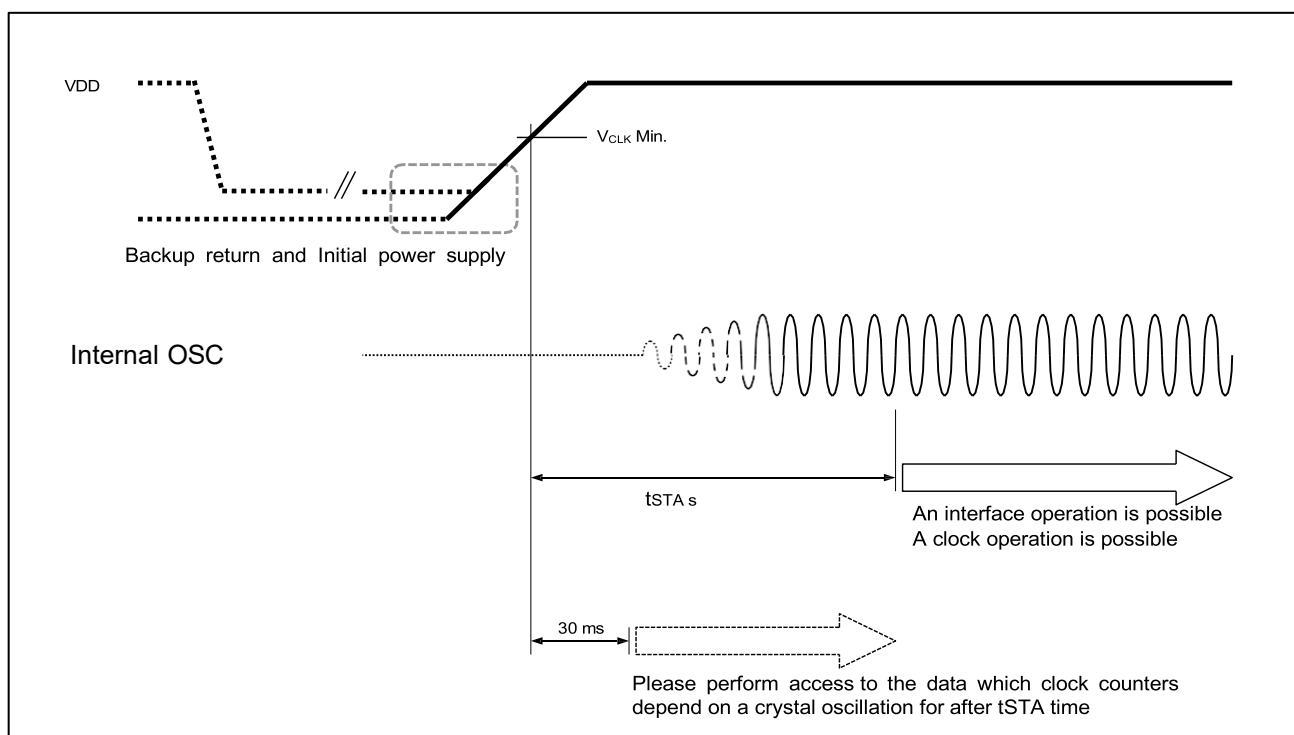 VDD
VCLK Min.
Backup return and Initial power supply
Internal OSC
tSTA s
An interface operation is possible
A clock operation is possible
30 ms
Please perform access to the data which clock counters
depend on a crystal oscillation for after tSTA time